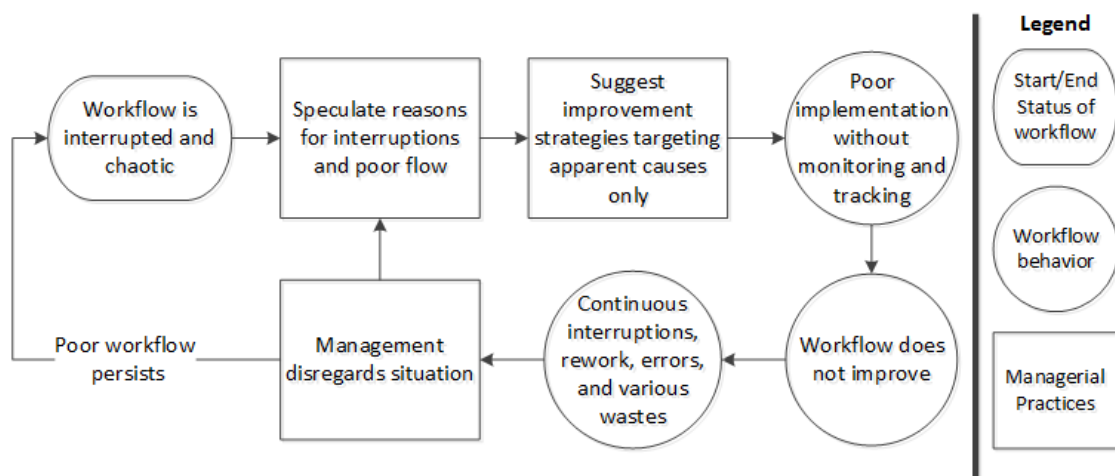 Workflow is
interrupted and
chaotic
Speculate reasons
for interruptions
and poor flow
Suggest
improvement
strategies targeting
apparent causes
only
Poor
implementation
without
monitoring and
tracking
Workflow does
not improve
Continuous
interruptions,
rework, errors,
and various
wastes
Management
disregards situation
Poor workflow
persists
Legend
Start/End
Status of
workflow
Workflow
behavior
Managerial
Practices